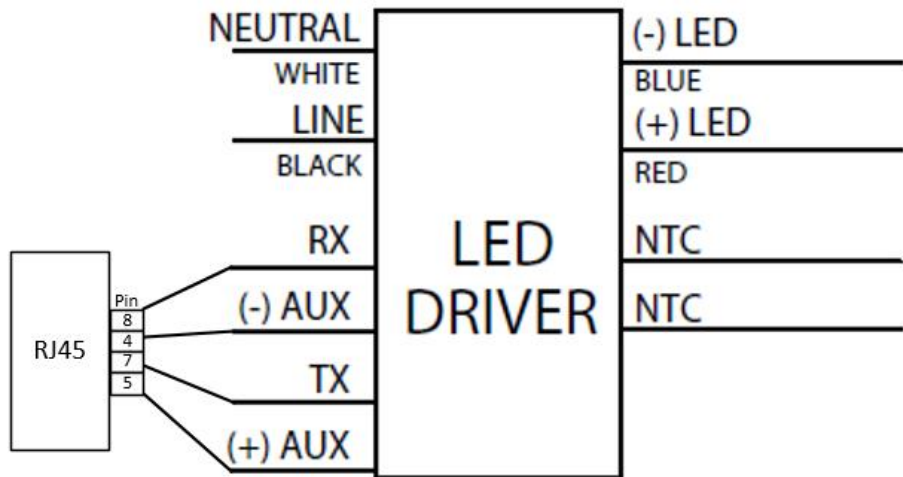 NEUTRAL
WHITE
LINE
BLACK
RX
(-) AUX
TX
(+) AUX
RJ45
Pin
8
4
7
5
LED
DRIVER
(-) LED
BLUE
(+) LED
RED
NTC
NTC